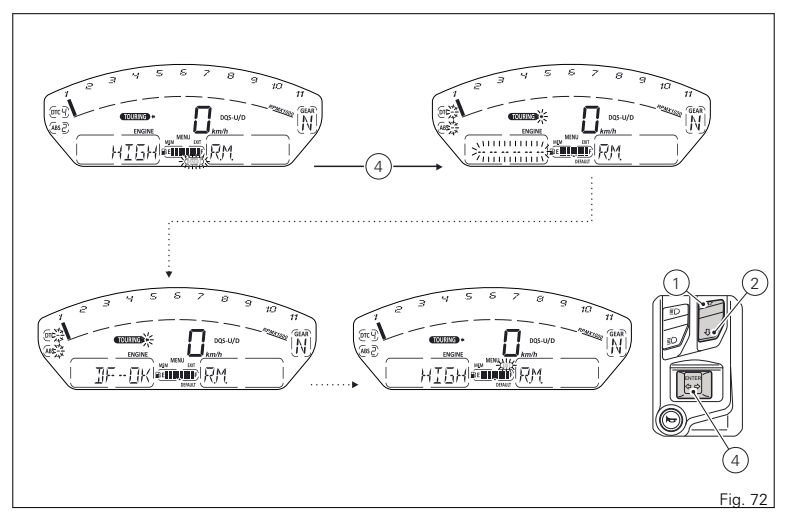 1 2 3 4 5 6 7 8 9 10 11
RPMX1000
DTC 4 GEAR
TOURING 0 DQS-U/D N
ABS 2
ENGINE MENU km/h
MEM EXIT
HIGH E RM.
4
1 2 3 4 5 6 7 8 9 10 11
RPMX1000
DTC GEAR
TOURING 0 DQS-U/D N
ABS
ENGINE MENU km/h
MEM EXIT
-------- E RM.
DEFAULT
1 2 3 4 5 6 7 8 9 10 11
RPMX1000
DTC GEAR
TOURING 0 DQS-U/D N
ABS
ENGINE MENU km/h
MEM EXIT
DF--OK E RM.
DEFAULT
1 2 3 4 5 6 7 8 9 10 11
RPMX1000
DTC 4 GEAR
TOURING 0 DQS-U/D N
ABS 2
ENGINE MENU km/h
MEM
HIGH E RM.
DEFAULT
1 2
ENTER
4
Fig. 72